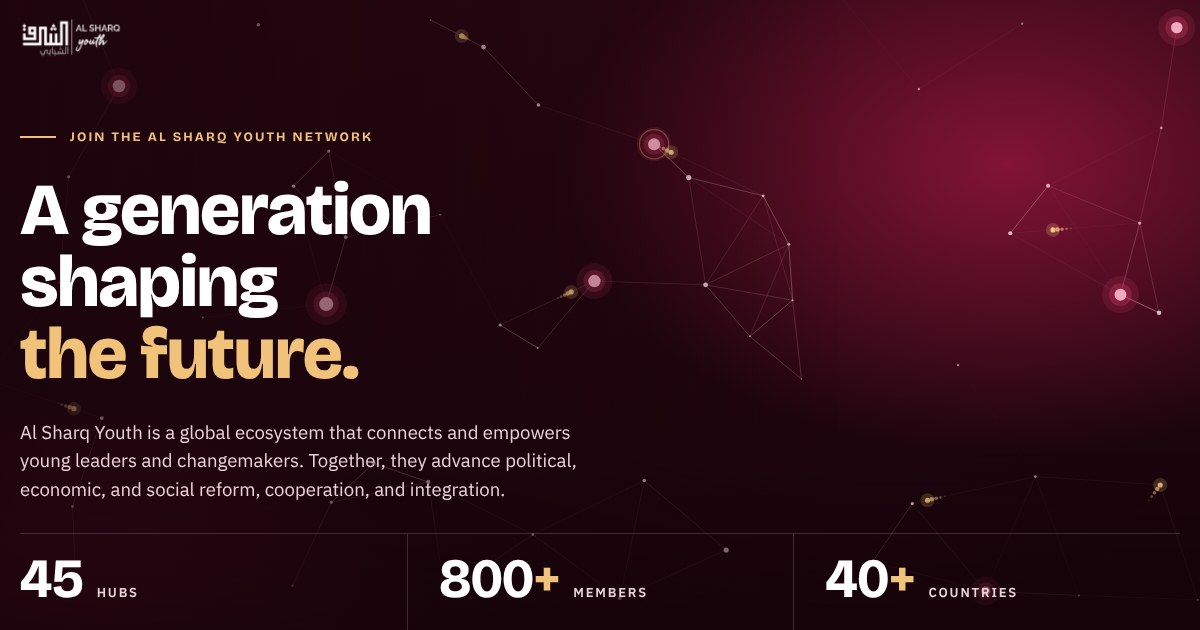 الشرق
الشبابي
AL SHARQ
youth
JOIN THE AL SHARQ YOUTH NETWORK
A generation
shaping
the future.
Al Sharq Youth is a global ecosystem that connects and empowers
young leaders and changemakers. Together, they advance political,
economic, and social reform, cooperation, and integration.
45 HUBS
800+ MEMBERS
40+ COUNTRIES